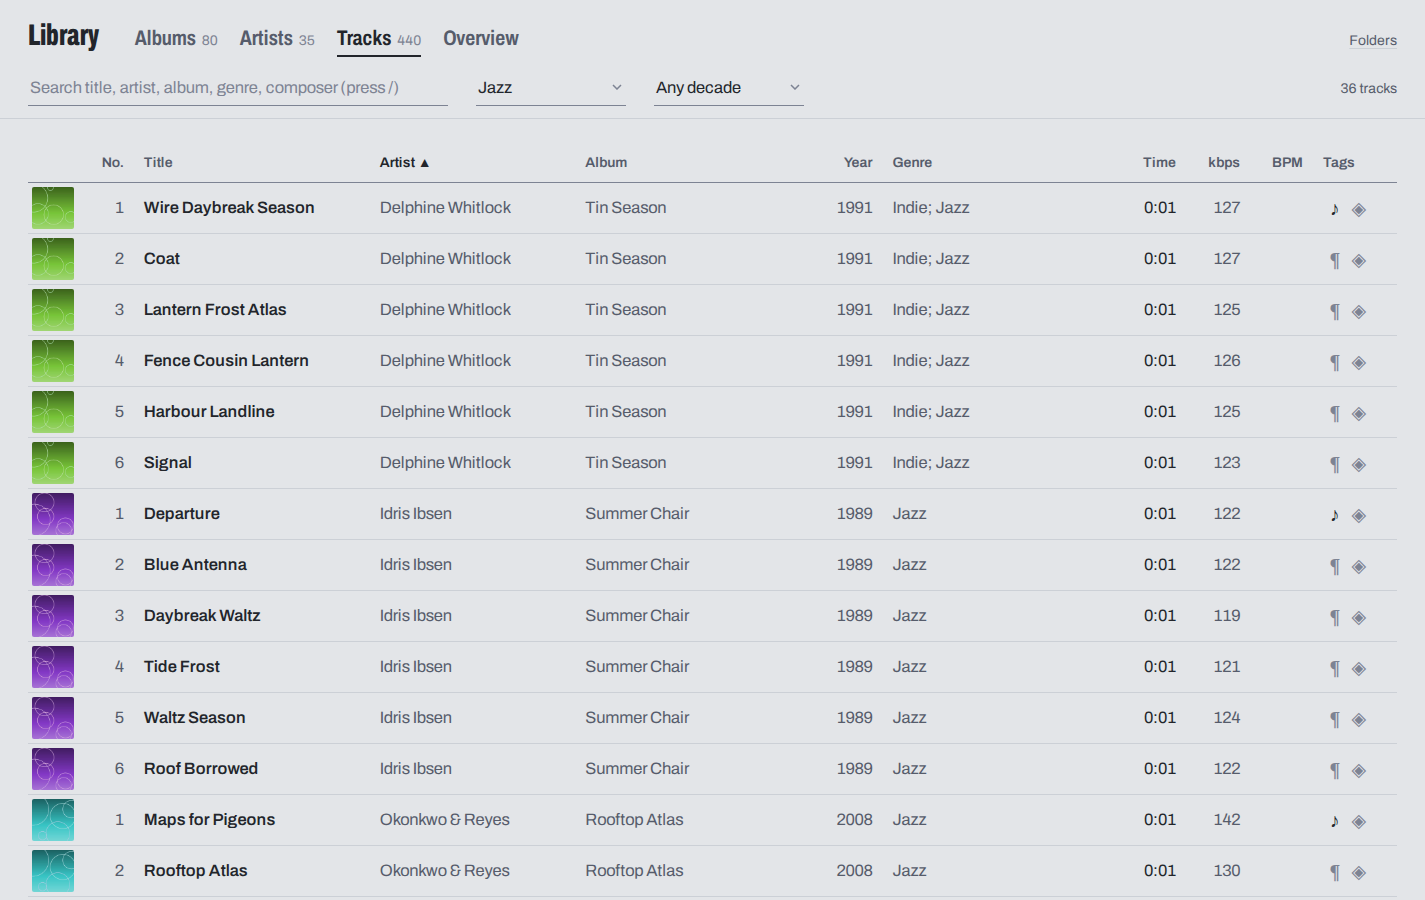 Library Albums 80 Artists 35 Tracks 440 Overview Folders
Search title, artist, album, genre, composer (press /) Jazz Any decade 36 tracks
No. Title Artist ▲ Album Year Genre Time kbps BPM Tags
1 Wire Daybreak Season Delphine Whitlock Tin Season 1991 Indie; Jazz 0:01 127 ♪ ◈
2 Coat Delphine Whitlock Tin Season 1991 Indie; Jazz 0:01 127 ¶ ◈
3 Lantern Frost Atlas Delphine Whitlock Tin Season 1991 Indie; Jazz 0:01 125 ¶ ◈
4 Fence Cousin Lantern Delphine Whitlock Tin Season 1991 Indie; Jazz 0:01 126 ¶ ◈
5 Harbour Landline Delphine Whitlock Tin Season 1991 Indie; Jazz 0:01 125 ¶ ◈
6 Signal Delphine Whitlock Tin Season 1991 Indie; Jazz 0:01 123 ¶ ◈
1 Departure Idris Ibsen Summer Chair 1989 Jazz 0:01 122 ♪ ◈
2 Blue Antenna Idris Ibsen Summer Chair 1989 Jazz 0:01 122 ¶ ◈
3 Daybreak Waltz Idris Ibsen Summer Chair 1989 Jazz 0:01 119 ¶ ◈
4 Tide Frost Idris Ibsen Summer Chair 1989 Jazz 0:01 121 ¶ ◈
5 Waltz Season Idris Ibsen Summer Chair 1989 Jazz 0:01 124 ¶ ◈
6 Roof Borrowed Idris Ibsen Summer Chair 1989 Jazz 0:01 122 ¶ ◈
1 Maps for Pigeons Okonkwo & Reyes Rooftop Atlas 2008 Jazz 0:01 142 ♪ ◈
2 Rooftop Atlas Okonkwo & Reyes Rooftop Atlas 2008 Jazz 0:01 130 ¶ ◈